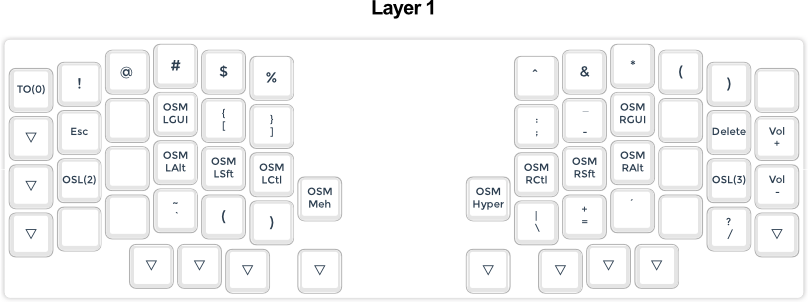 Layer 1
TO(0) ! @ # $ % ^ & * ( )
▽ Esc OSM LGUI { [ } ] : ; _ - OSM RGUI Delete Vol +
▽ OSL(2) OSM LAlt OSM LSft OSM LCtl OSM RCtl OSM RSft OSM RAlt OSL(3) Vol -
OSM Meh OSM Hyper
▽ ~ ` ( ) | \ + = ´ ? / ▽
▽ ▽ ▽ ▽ ▽ ▽ ▽ ▽